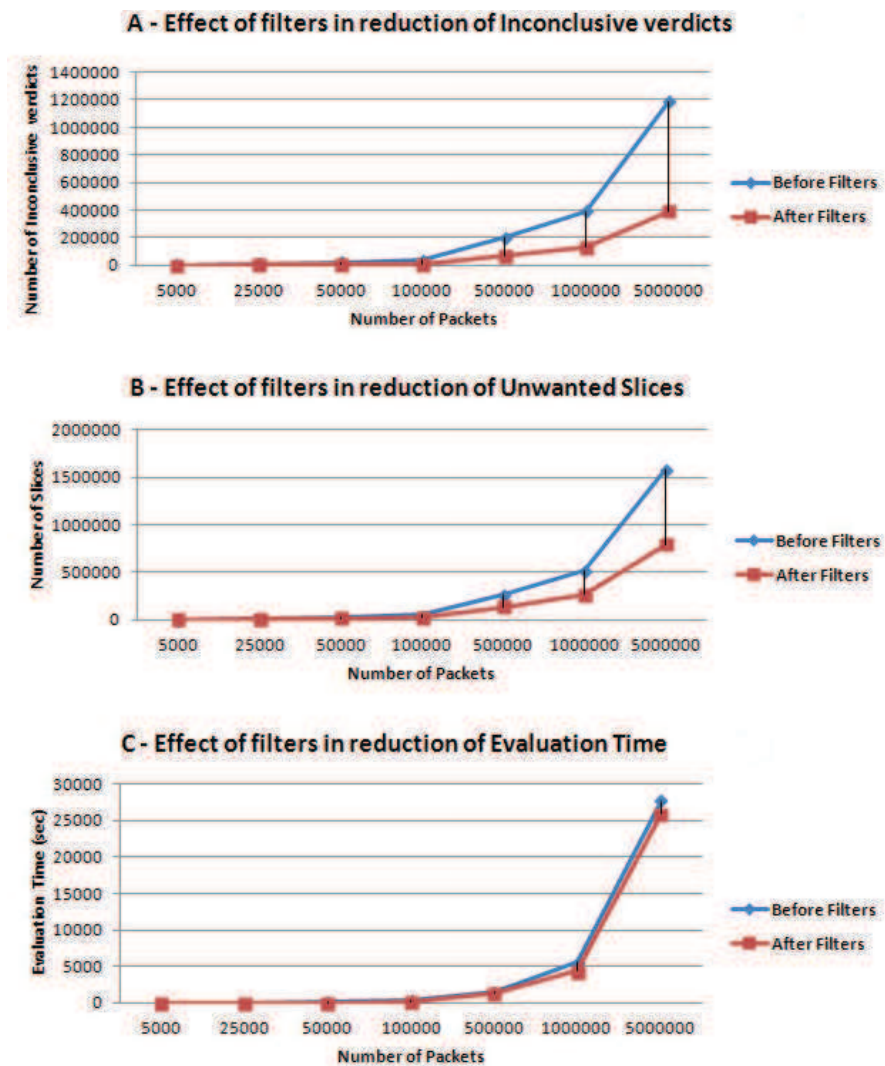 A - Effect of filters in reduction of Inconclusive verdicts
Number of Inconclusive verdicts
1400000
1200000
1000000
800000
600000
400000
200000
0
5000 25000 50000 100000 500000 1000000 5000000
Number of Packets
Before Filters
After Filters
B - Effect of filters in reduction of Unwanted Slices
Number of Slices
2000000
1500000
1000000
500000
0
5000 25000 50000 100000 500000 1000000 5000000
Number of Packets
Before Filters
After Filters
C - Effect of filters in reduction of Evaluation Time
Evaluation Time (sec)
30000
25000
20000
15000
10000
5000
0
5000 25000 50000 100000 500000 1000000 5000000
Number of Packets
Before Filters
After Filters